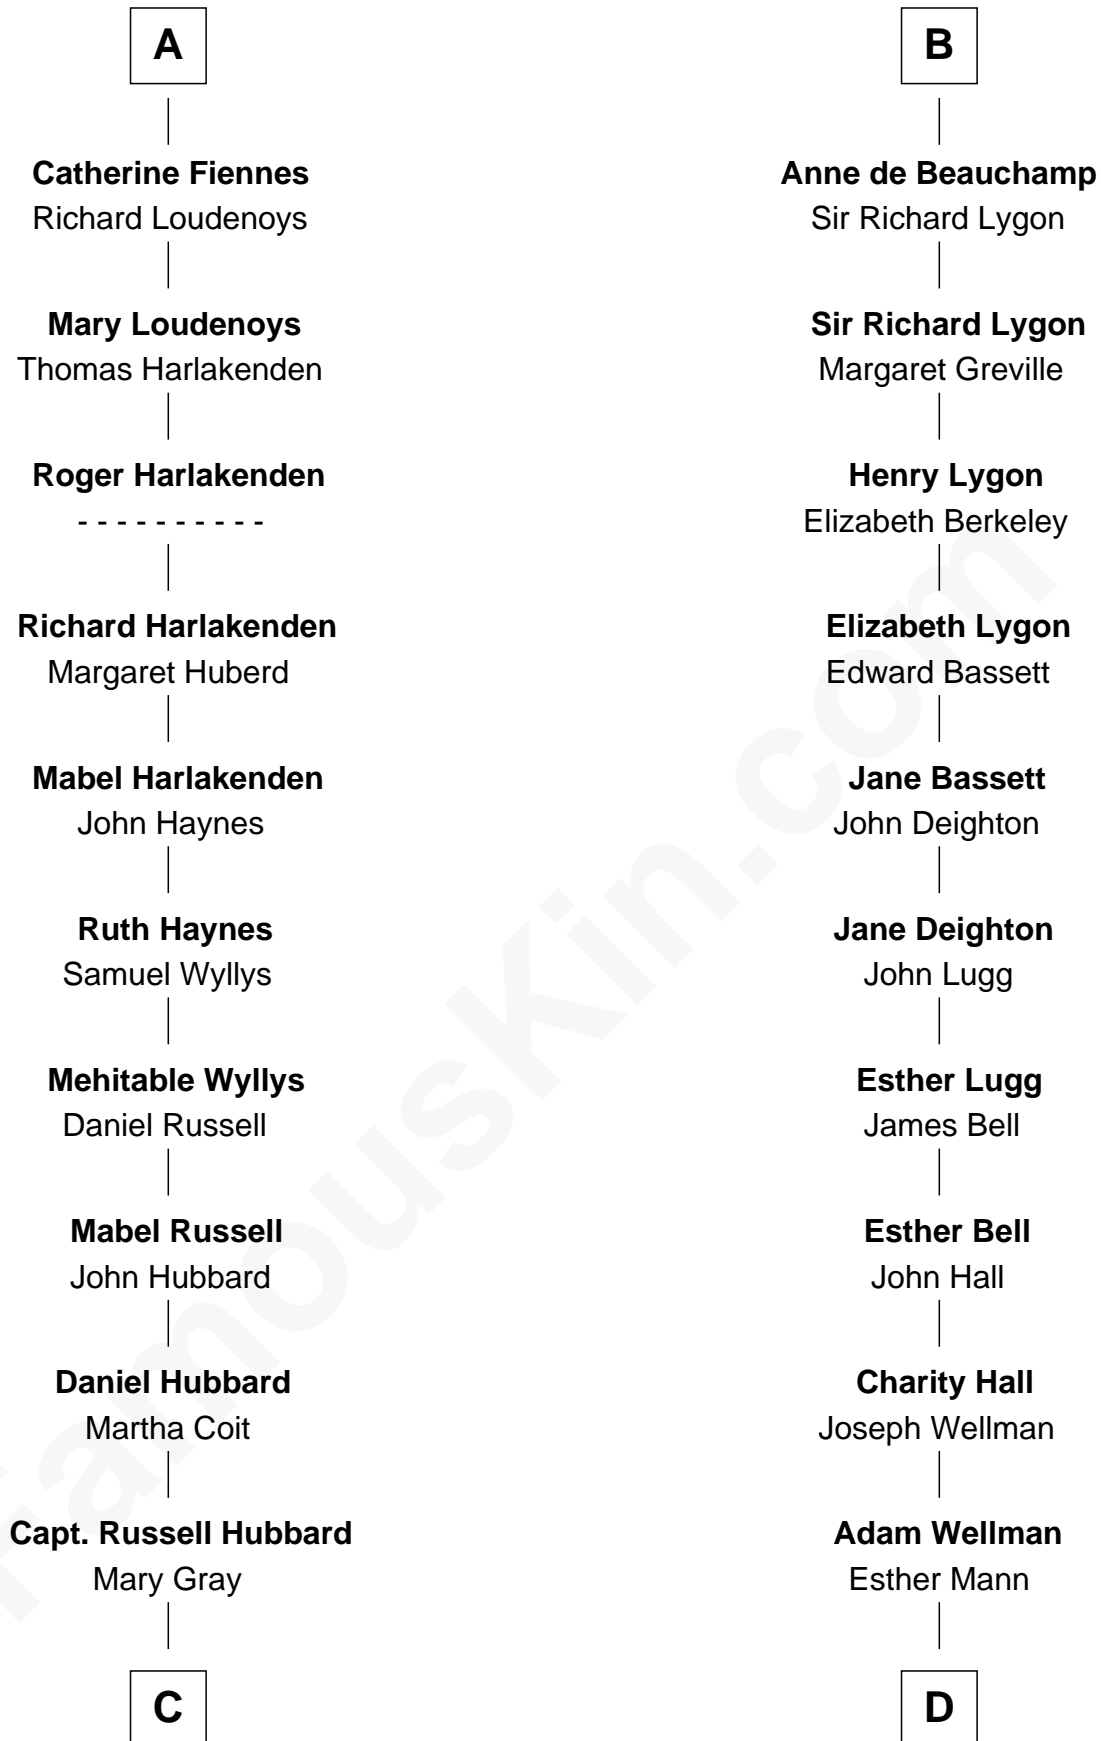 A
Catherine Fiennes
Richard Loudenoys
Mary Loudenoys
Thomas Harlakenden
Roger Harlakenden
- - - - - - - - - -
Richard Harlakenden
Margaret Huberd
Mabel Harlakenden
John Haynes
Ruth Haynes
Samuel Wyllys
Mehitable Wyllys
Daniel Russell
Mabel Russell
John Hubbard
Daniel Hubbard
Martha Coit
Capt. Russell Hubbard
Mary Gray
C
B
Anne de Beauchamp
Sir Richard Lygon
Sir Richard Lygon
Margaret Greville
Henry Lygon
Elizabeth Berkeley
Elizabeth Lygon
Edward Bassett
Jane Bassett
John Deighton
Jane Deighton
John Lugg
Esther Lugg
James Bell
Esther Bell
John Hall
Charity Hall
Joseph Wellman
Adam Wellman
Esther Mann
D
FamousKin.com